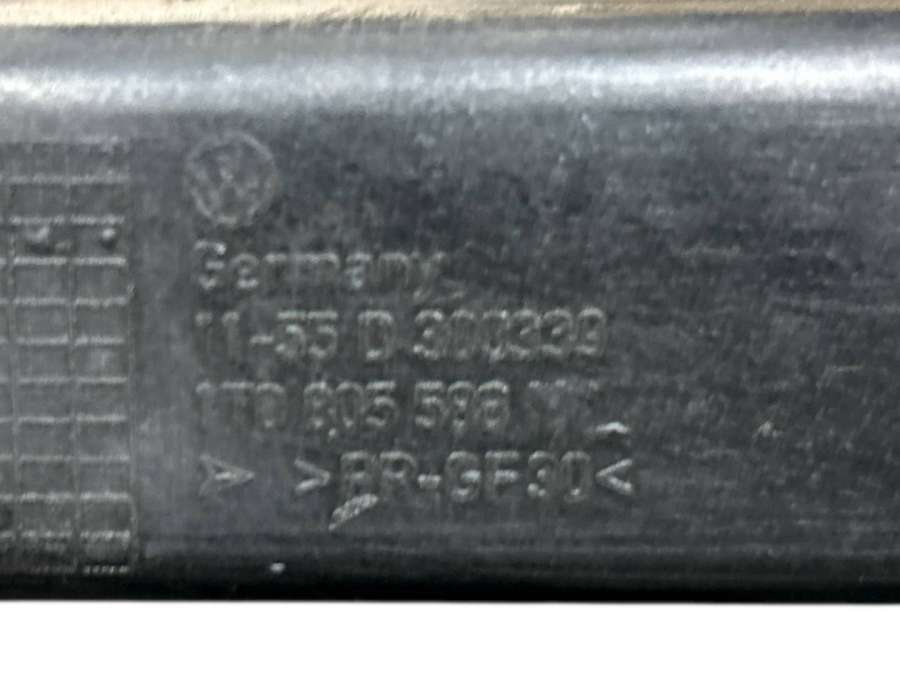 Germany
11-55 D 300339
1T0 805 598
>PP-GF30<